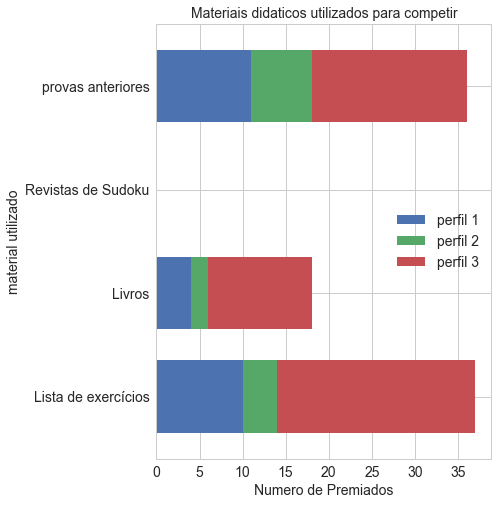 Materiais didaticos utilizados para competir
provas anteriores
Revistas de Sudoku
Livros
Lista de exercícios
material utilizado
perfil 1
perfil 2
perfil 3
0 5 10 15 20 25 30 35
Numero de Premiados